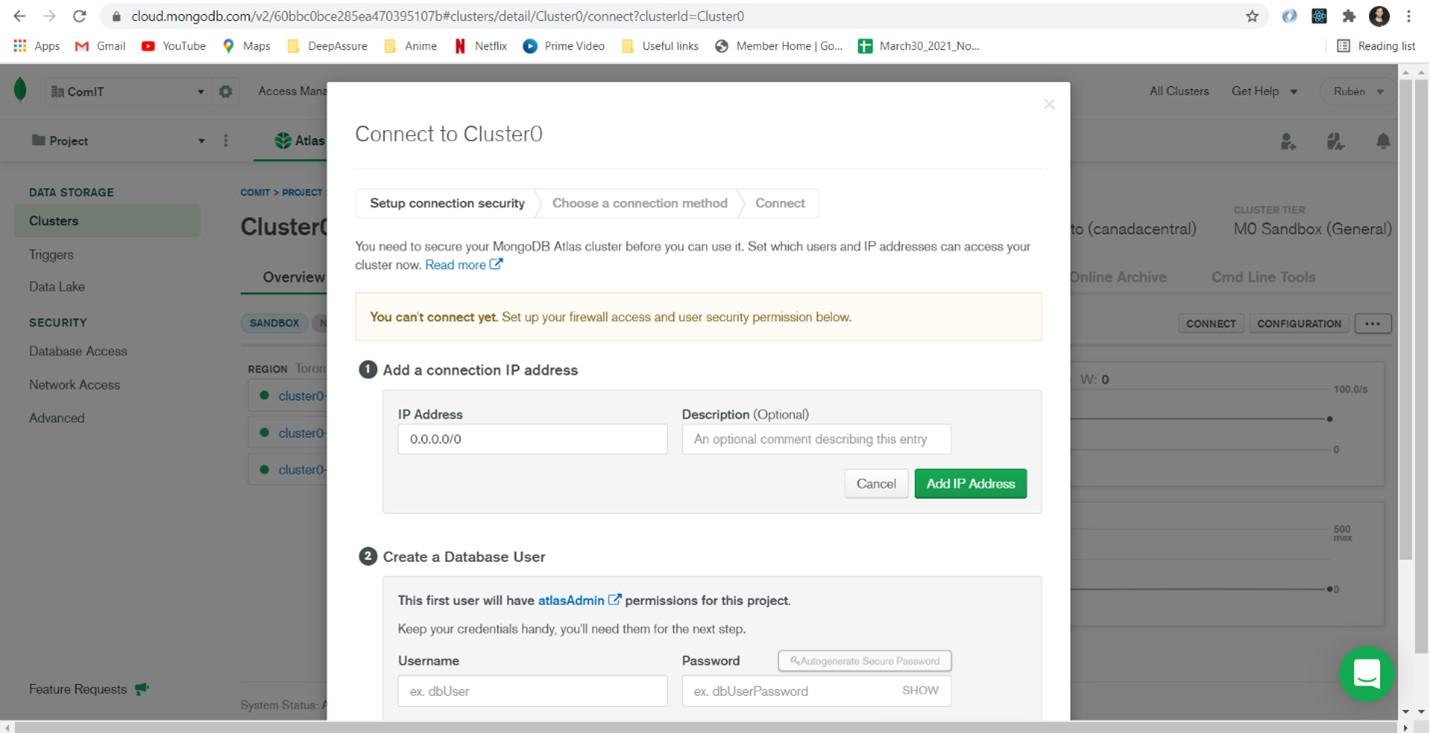 cloud.mongodb.com/v2/60bbc0bce285ea470395107b#clusters/detail/Cluster0/connect?clusterId=Cluster0
Apps Gmail YouTube Maps DeepAssure Anime Netflix Prime Video Useful links Member Home | Go... March30_2021_No... Reading list
ComIT Access Mana All Clusters Get Help Rubén
Project Atlas
DATA STORAGE
Clusters
Triggers
Data Lake
SECURITY
Database Access
Network Access
Advanced
Feature Requests
COMIT > PROJECT
Cluster0
Overview
SANDBOX N
REGION Toron
cluster0-
cluster0-
cluster0-
System Status: A
Connect to Cluster0
Setup connection security Choose a connection method Connect
You need to secure your MongoDB Atlas cluster before you can use it. Set which users and IP addresses can access your
cluster now. Read more
You can't connect yet. Set up your firewall access and user security permission below.
1 Add a connection IP address
IP Address Description (Optional)
0.0.0.0/0 An optional comment describing this entry
Cancel Add IP Address
2 Create a Database User
This first user will have atlasAdmin permissions for this project.
Keep your credentials handy, you'll need them for the next step.
Username Password Autogenerate Secure Password
ex. dbUser ex. dbUserPassword SHOW
to (canadacentral)
CLUSTER TIER
M0 Sandbox (General)
Online Archive Cmd Line Tools
CONNECT CONFIGURATION ...
W: 0
100.0/s
0
500
max
0